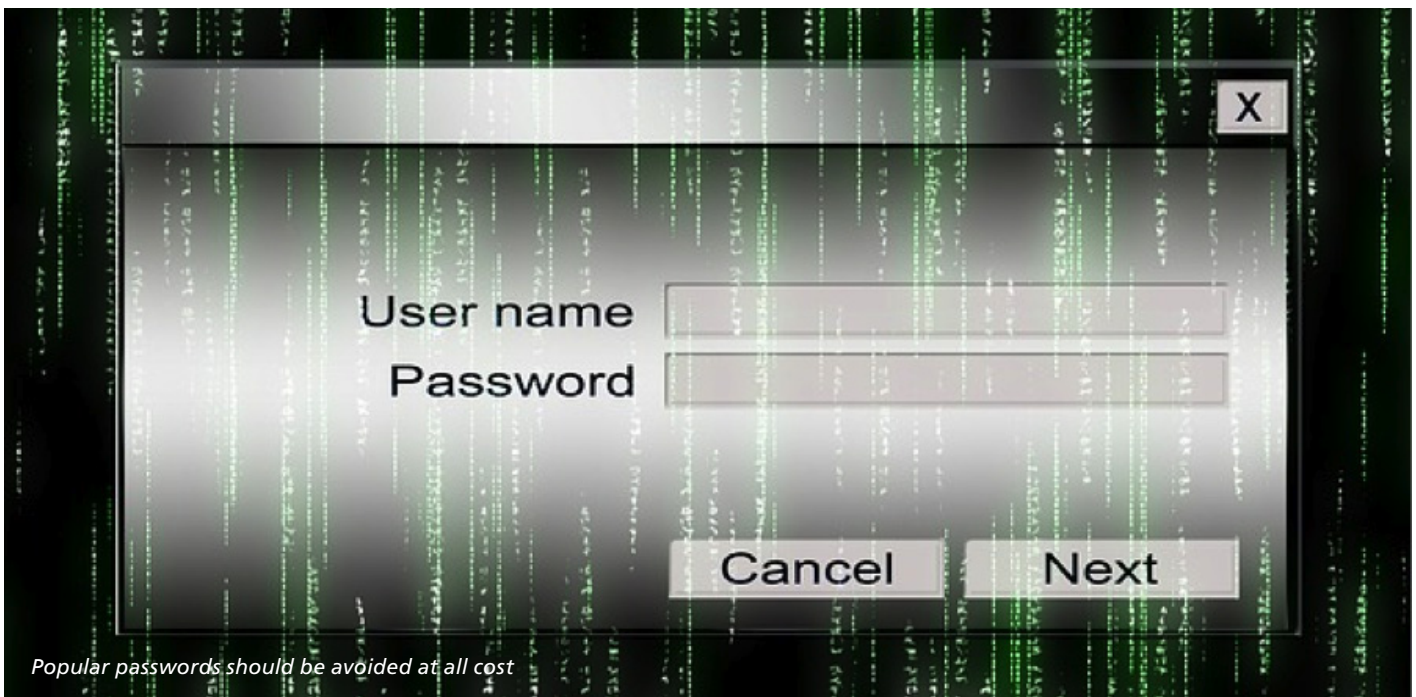 X
User name
Password
Cancel Next
Popular passwords should be avoided at all cost